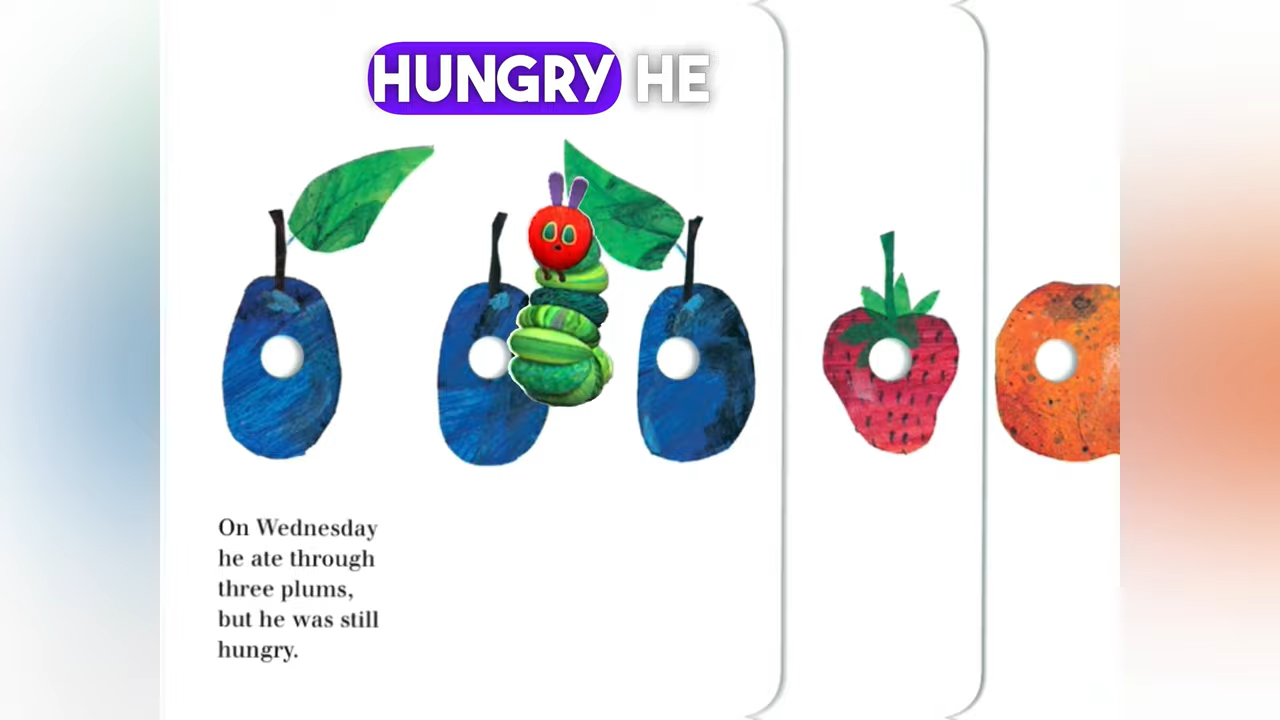 HUNGRY HE
On Wednesday
he ate through
three plums,
but he was still
hungry.